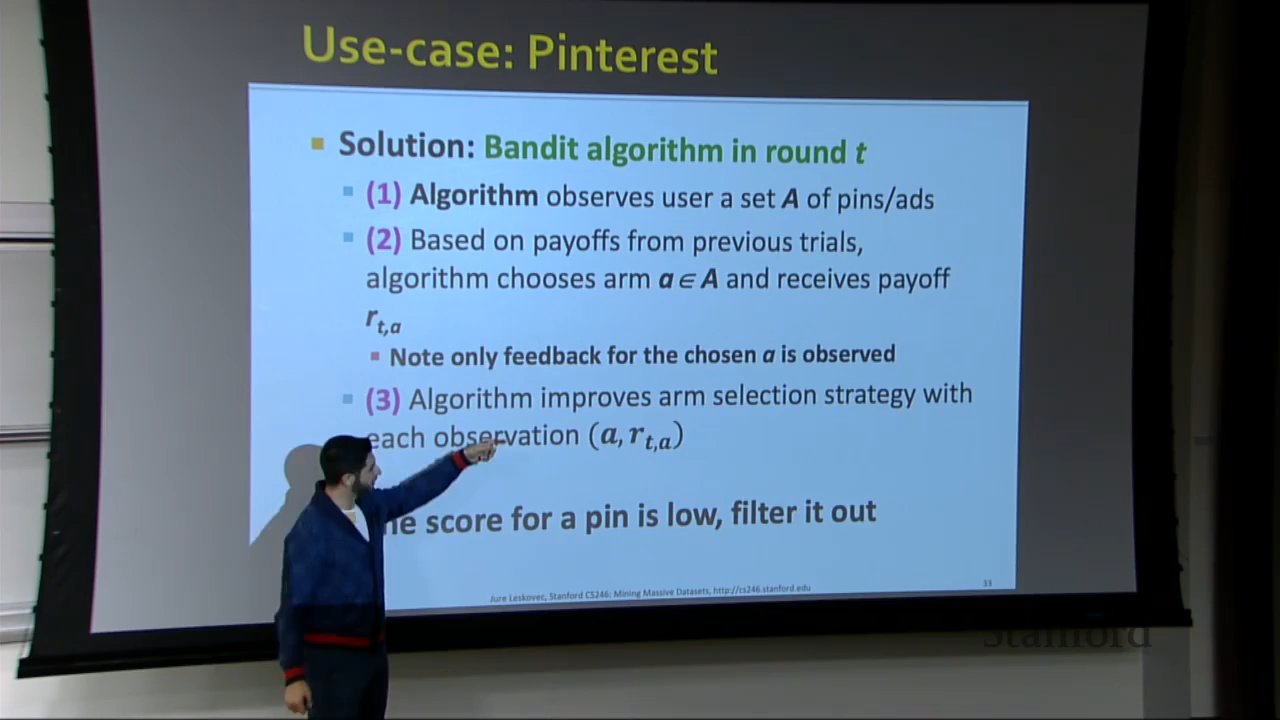 Use-case: Pinterest
Solution: Bandit algorithm in round t
(1) Algorithm observes user a set A of pins/ads
(2) Based on payoffs from previous trials,
algorithm chooses arm a ∈ A and receives payoff
r_{t,a}
Note only feedback for the chosen a is observed
(3) Algorithm improves arm selection strategy with
each observation (a, r_{t,a})
score for a pin is low, filter it out
Jure Leskovec, Stanford CS246: Mining Massive Datasets, http://cs246.stanford.edu
33
Stanford